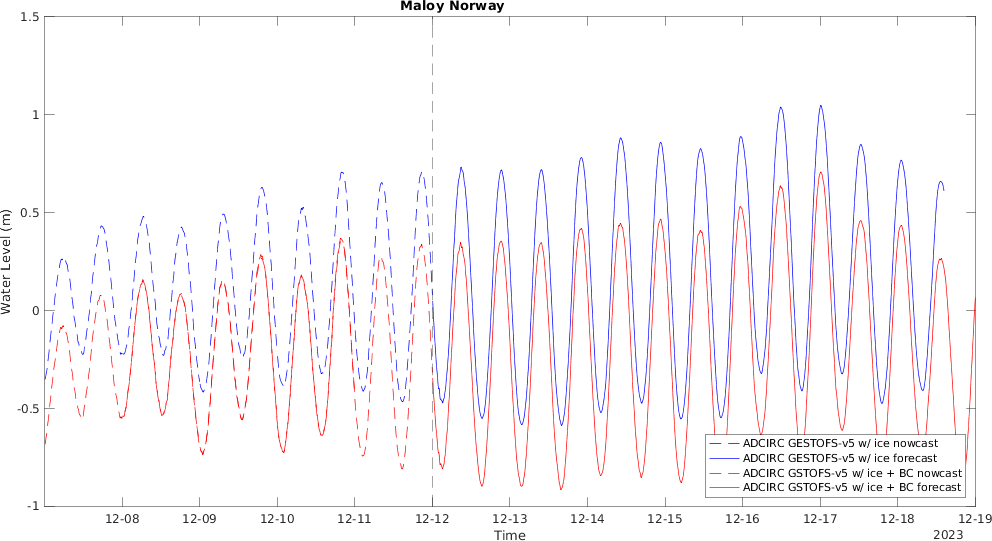 Maloy Norway
1.5
1
0.5
0
-0.5
-1
Water Level (m)
ADCIRC GESTOFS-v5 w/ ice nowcast
ADCIRC GESTOFS-v5 w/ ice forecast
ADCIRC GSTOFS-v5 w/ ice + BC nowcast
ADCIRC GSTOFS-v5 w/ ice + BC forecast
12-08 12-09 12-10 12-11 12-12 12-13 12-14 12-15 12-16 12-17 12-18 12-19
Time
2023